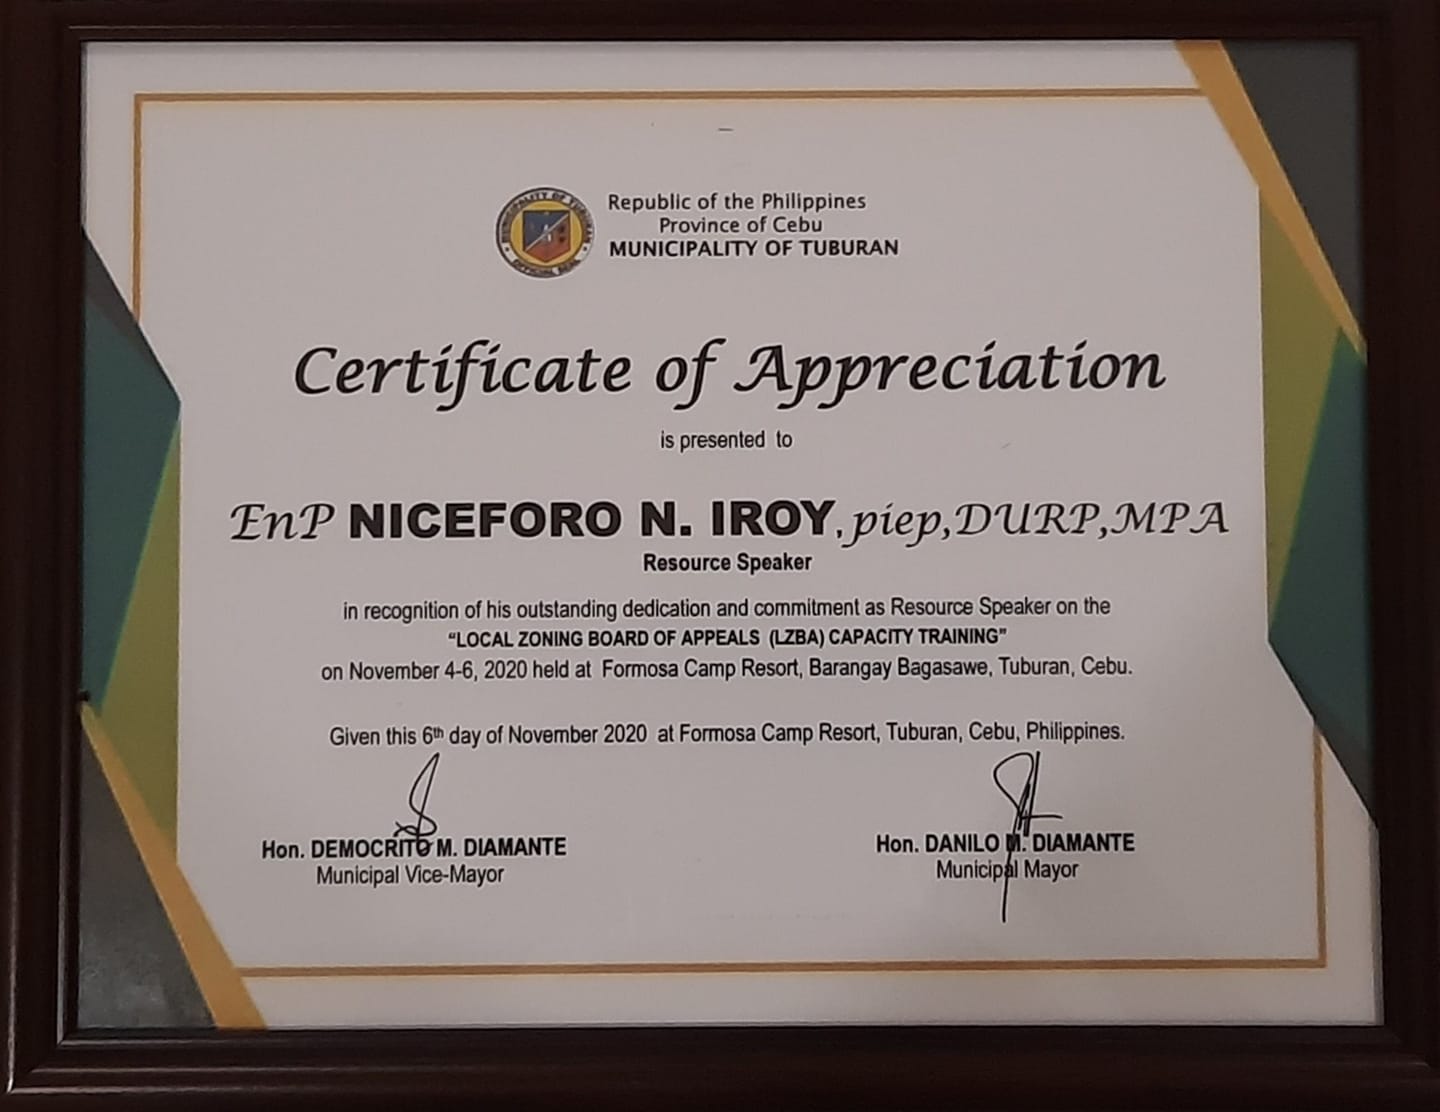 MUNICIPALITY OF TUBURAN
OFFICIAL SEAL
Republic of the Philippines
Province of Cebu
MUNICIPALITY OF TUBURAN
Certificate of Appreciation
is presented to
EnP NICEFORO N. IROY, piep, DURP, MPA
Resource Speaker
in recognition of his outstanding dedication and commitment as Resource Speaker on the
“LOCAL ZONING BOARD OF APPEALS (LZBA) CAPACITY TRAINING”
on November 4-6, 2020 held at Formosa Camp Resort, Barangay Bagasawe, Tuburan, Cebu.
Given this 6th day of November 2020 at Formosa Camp Resort, Tuburan, Cebu, Philippines.
Hon. DEMOCRITO M. DIAMANTE
Municipal Vice-Mayor
Hon. DANILO M. DIAMANTE
Municipal Mayor